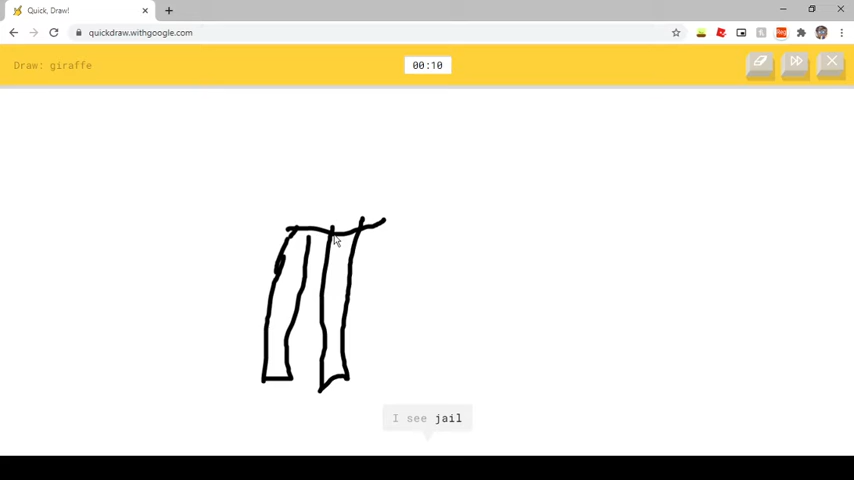 Quick, Draw!
quickdraw.withgoogle.com
Draw: giraffe
00:10
I see jail